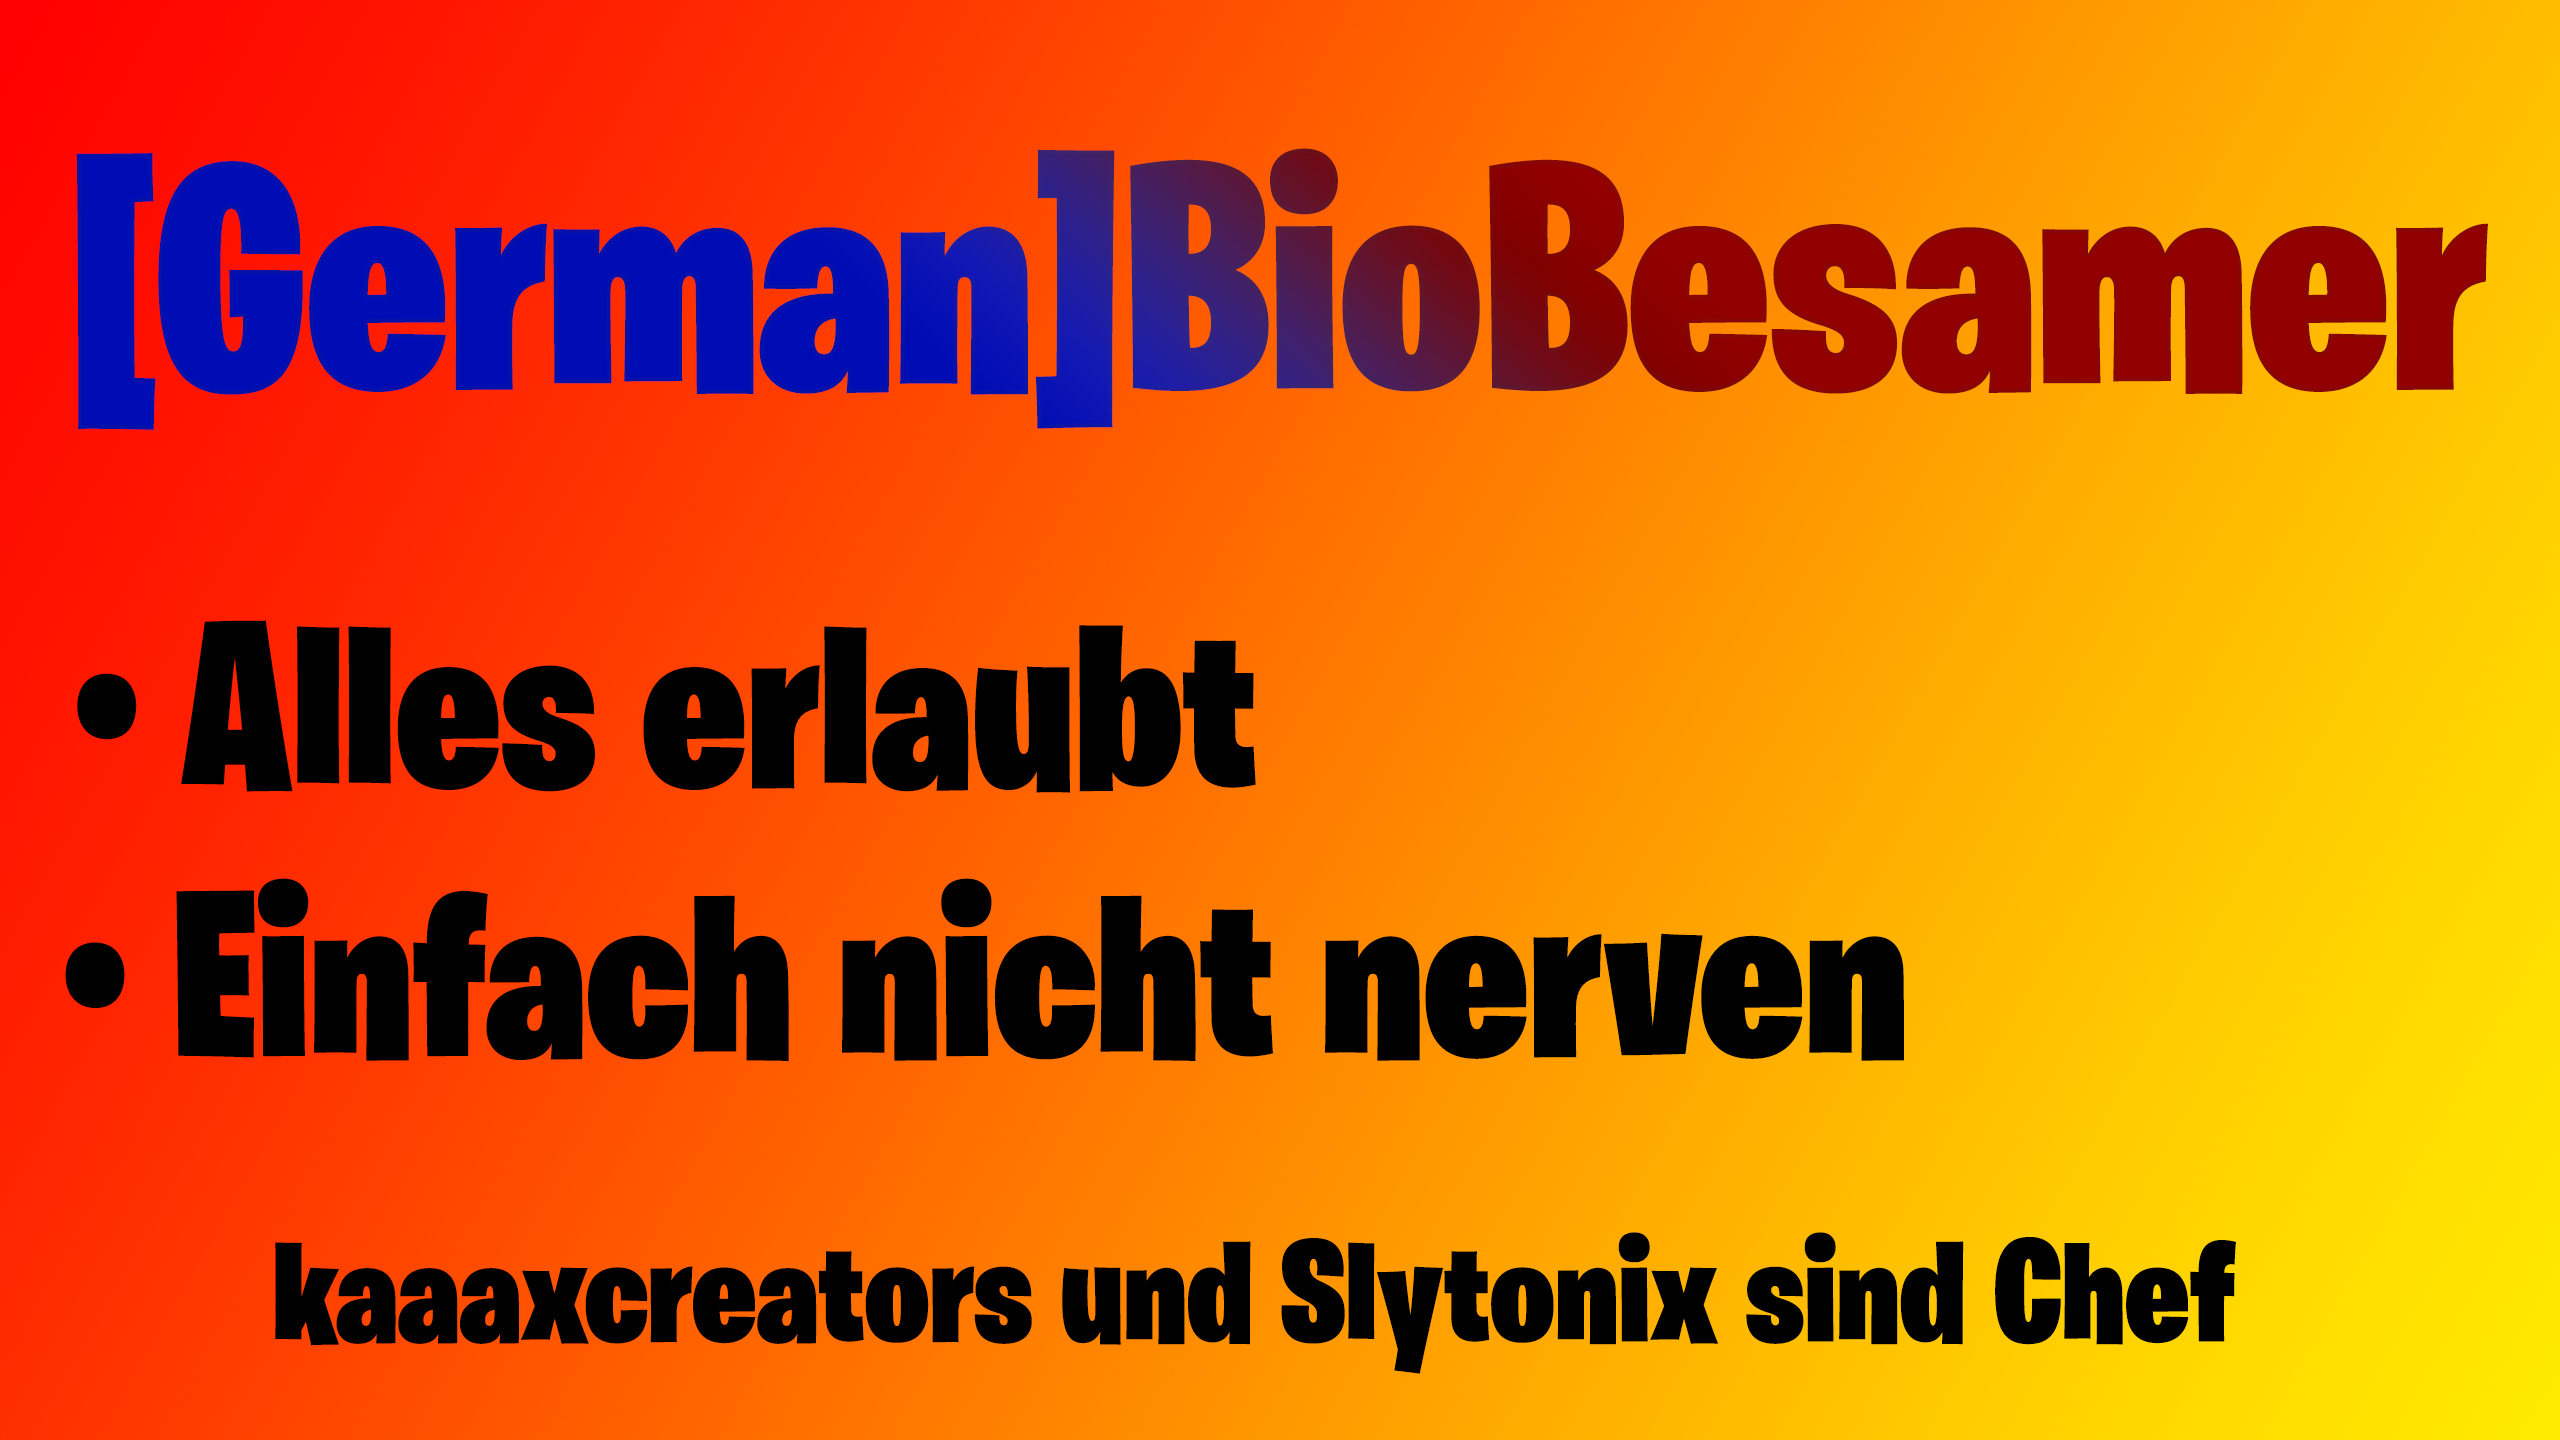 [German]BioBesamer
• Alles erlaubt
• Einfach nicht nerven
kaaaxcreators und Slytonix sind Chef